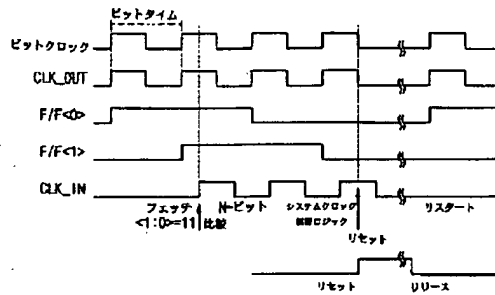 ビットタイム
ビットクロック
CLK_OUT
F/F<0>
F/F<1>
CLK_IN
フェッチ
<1:0>=11
比較
N-ビット
システムクロック
ロジック
リセット
リスタート
リセット
リリース